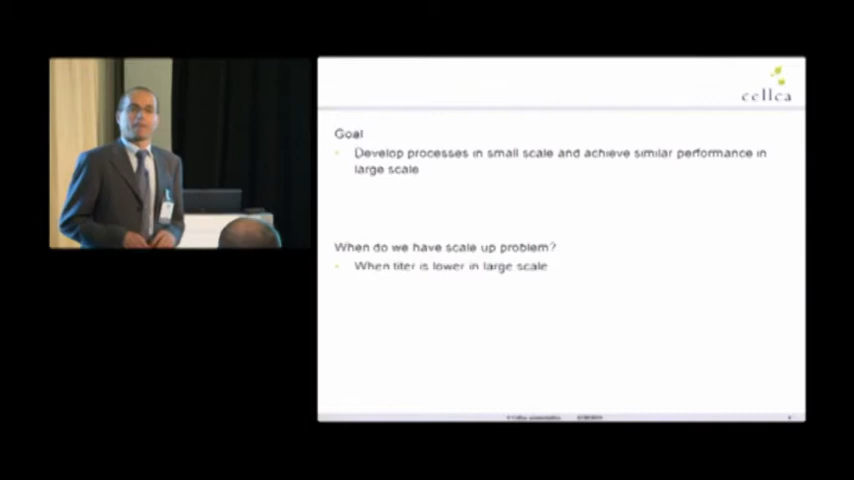 cellca
Goal
Develop processes in small scale and achieve similar performance in
large scale
When do we have scale up problem?
When titer is lower in large scale